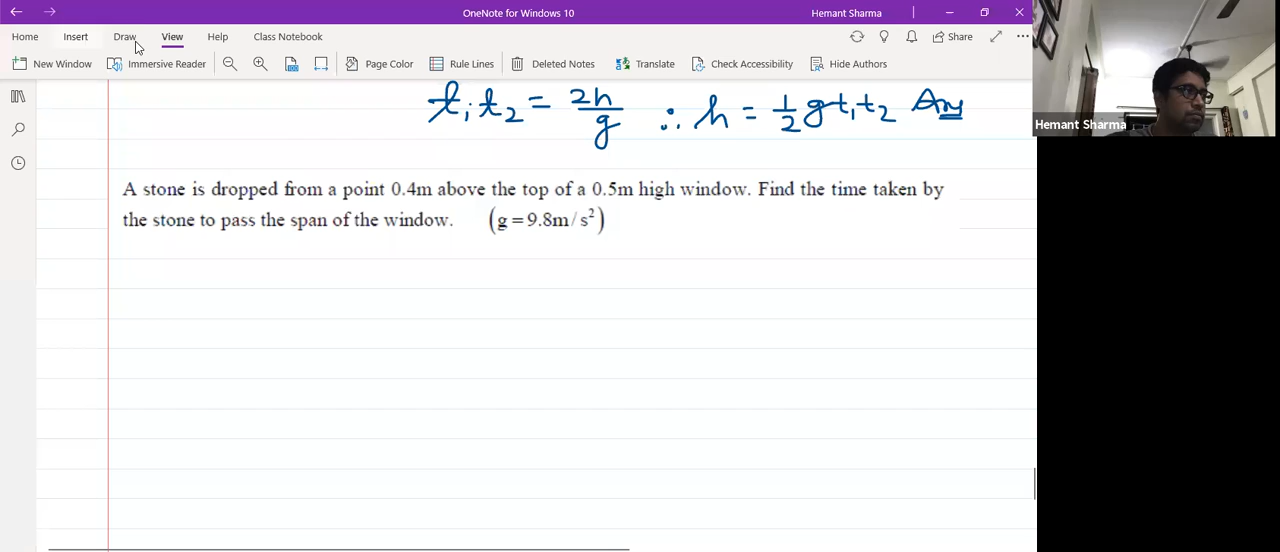 OneNote for Windows 10
Hemant Sharma
Home Insert Draw View Help Class Notebook Share
New Window Immersive Reader Page Color Rule Lines Deleted Notes Translate Check Accessibility Hide Authors
Hemant Sharma
t₁t₂ = 2h/g ∴ h = 1/2 gt₁t₂ Ans
A stone is dropped from a point 0.4m above the top of a 0.5m high window. Find the time taken by
the stone to pass the span of the window. (g = 9.8m/s²)